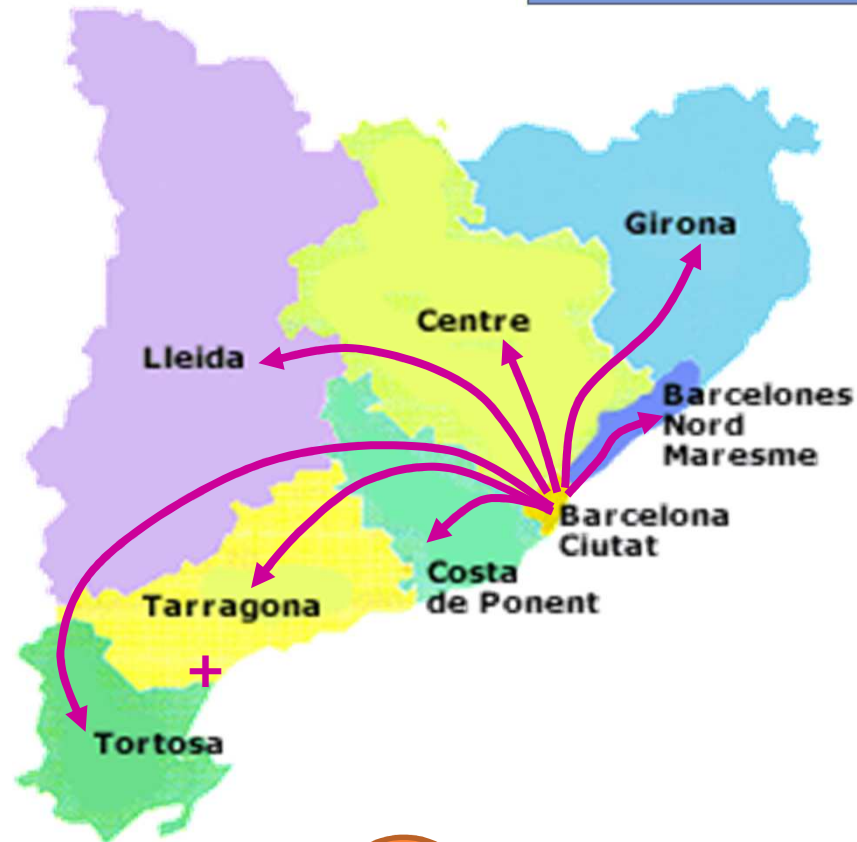 Girona
Centre
Lleida
Barcelones
Nord
Maresme
Barcelona
Ciutat
Costa
de Ponent
Tarragona
+
Tortosa